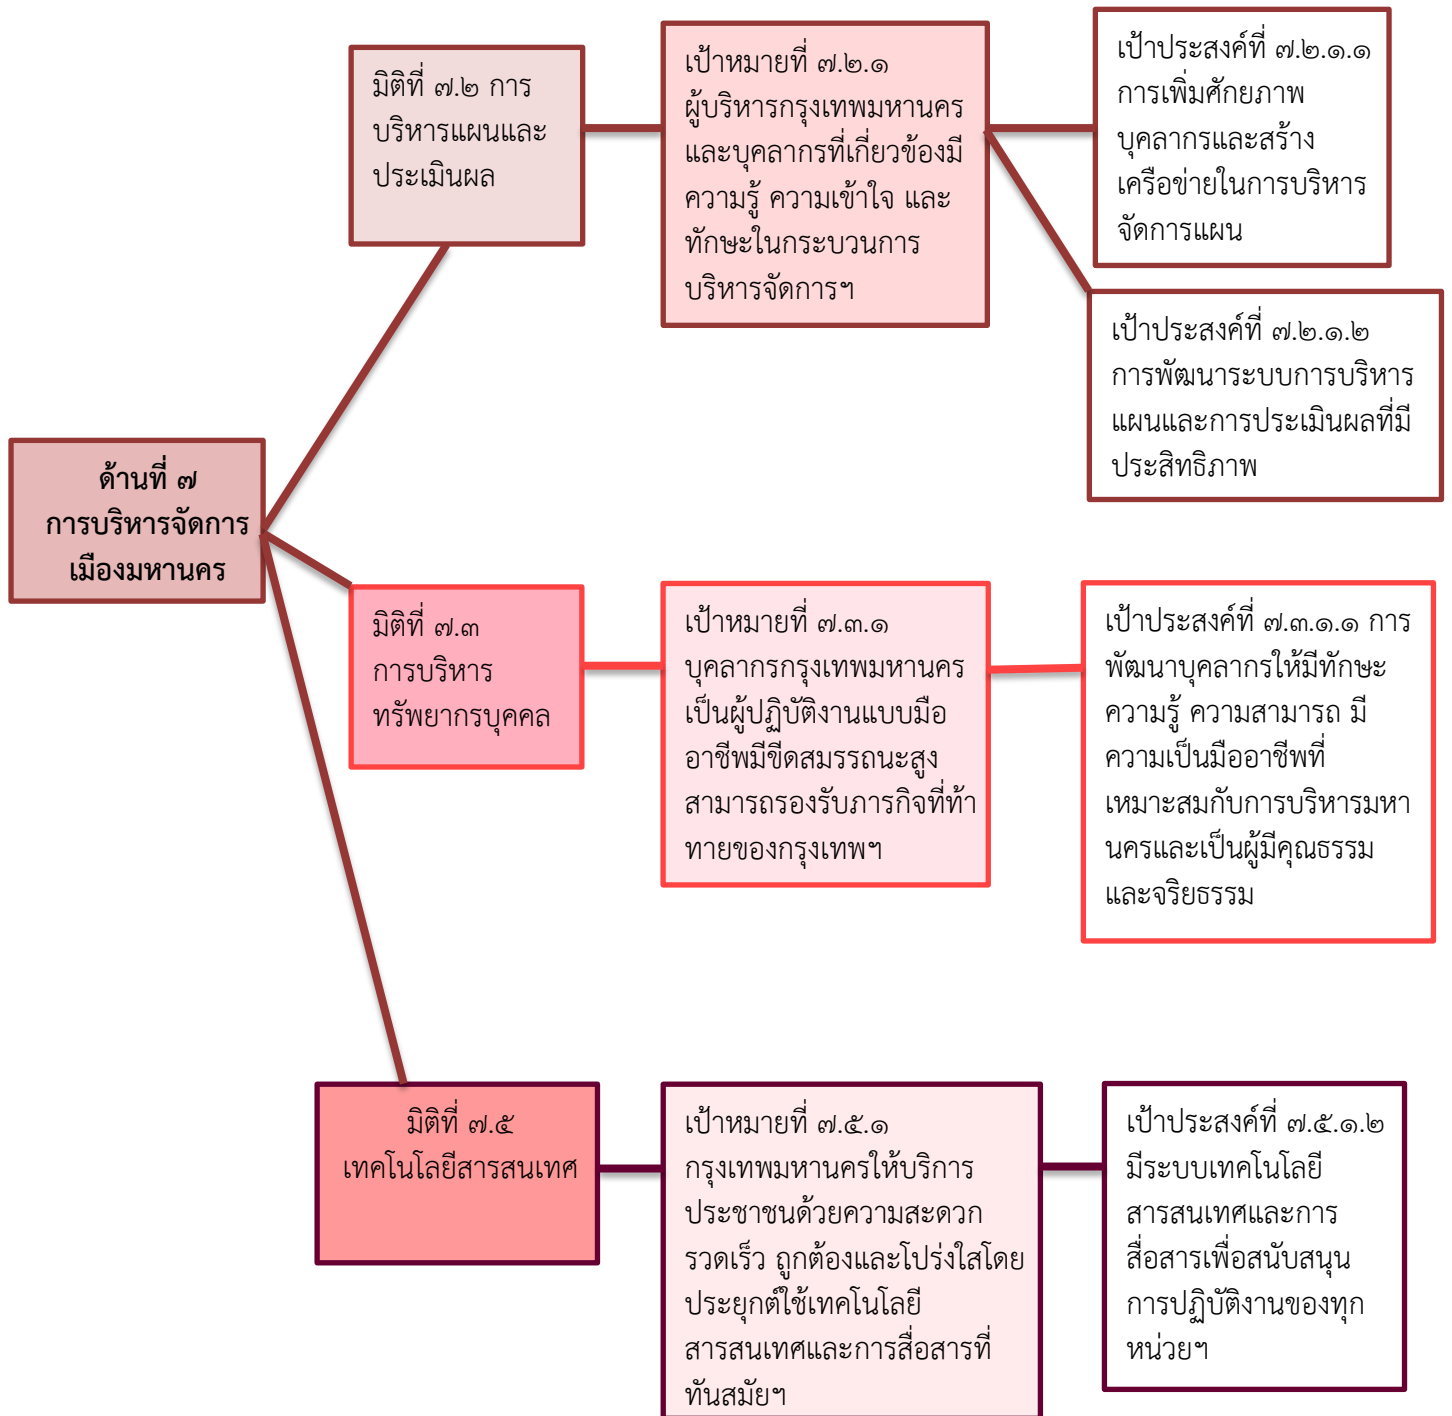 ด้านที่ ๗
การบริหารจัดการ
เมืองมหานคร
มิติที่ ๗.๒ การ
บริหารแผนและ
ประเมินผล
เป้าหมายที่ ๗.๒.๑
ผู้บริหารกรุงเทพมหานคร
และบุคลากรที่เกี่ยวข้องมี
ความรู้ ความเข้าใจ และ
ทักษะในกระบวนการ
บริหารจัดการฯ
เป้าประสงค์ที่ ๗.๒.๑.๑
การเพิ่มศักยภาพ
บุคลากรและสร้าง
เครือข่ายในการบริหาร
จัดการแผน
เป้าประสงค์ที่ ๗.๒.๑.๒
การพัฒนาระบบการบริหาร
แผนและการประเมินผลที่มี
ประสิทธิภาพ
มิติที่ ๗.๓
การบริหาร
ทรัพยากรบุคคล
เป้าหมายที่ ๗.๓.๑
บุคลากรกรุงเทพมหานคร
เป็นผู้ปฏิบัติงานแบบมือ
อาชีพมีขีดสมรรถนะสูง
สามารถรองรับภารกิจที่ท้า
ทายของกรุงเทพฯ
เป้าประสงค์ที่ ๗.๓.๑.๑ การ
พัฒนาบุคลากรให้มีทักษะ
ความรู้ ความสามารถ มี
ความเป็นมืออาชีพที่
เหมาะสมกับการบริหารมหา
นครและเป็นผู้มีคุณธรรม
และจริยธรรม
มิติที่ ๗.๕
เทคโนโลยีสารสนเทศ
เป้าหมายที่ ๗.๕.๑
กรุงเทพมหานครให้บริการ
ประชาชนด้วยความสะดวก
รวดเร็ว ถูกต้องและโปร่งใสโดย
ประยุกต์ใช้เทคโนโลยี
สารสนเทศและการสื่อสารที่
ทันสมัยฯ
เป้าประสงค์ที่ ๗.๕.๑.๒
มีระบบเทคโนโลยี
สารสนเทศและการ
สื่อสารเพื่อสนับสนุน
การปฏิบัติงานของทุก
หน่วยฯ